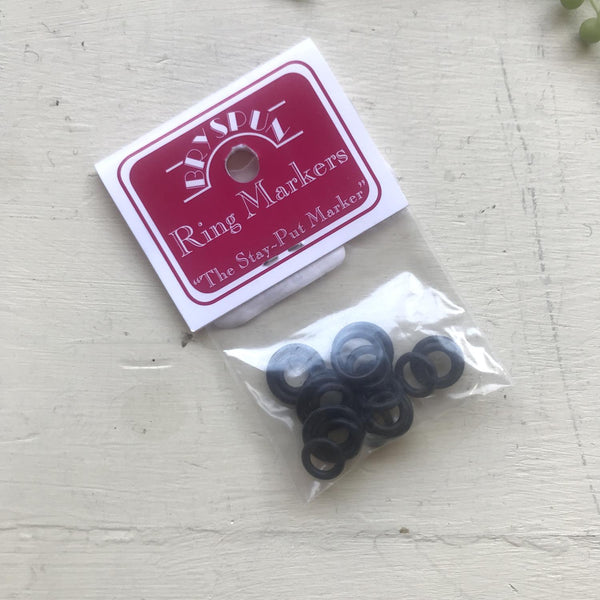 BRYSPUN
Ring Markers
“The Stay-Put Marker”